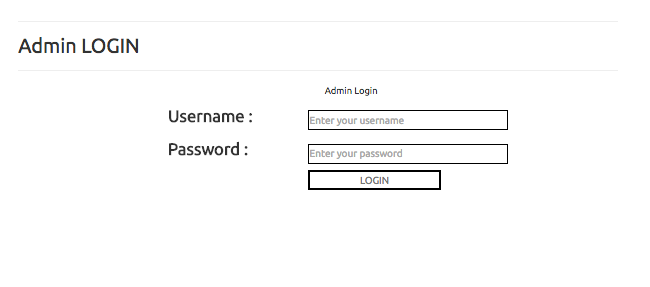 Admin LOGIN
Admin Login
Username :
Enter your username
Password :
Enter your password
LOGIN